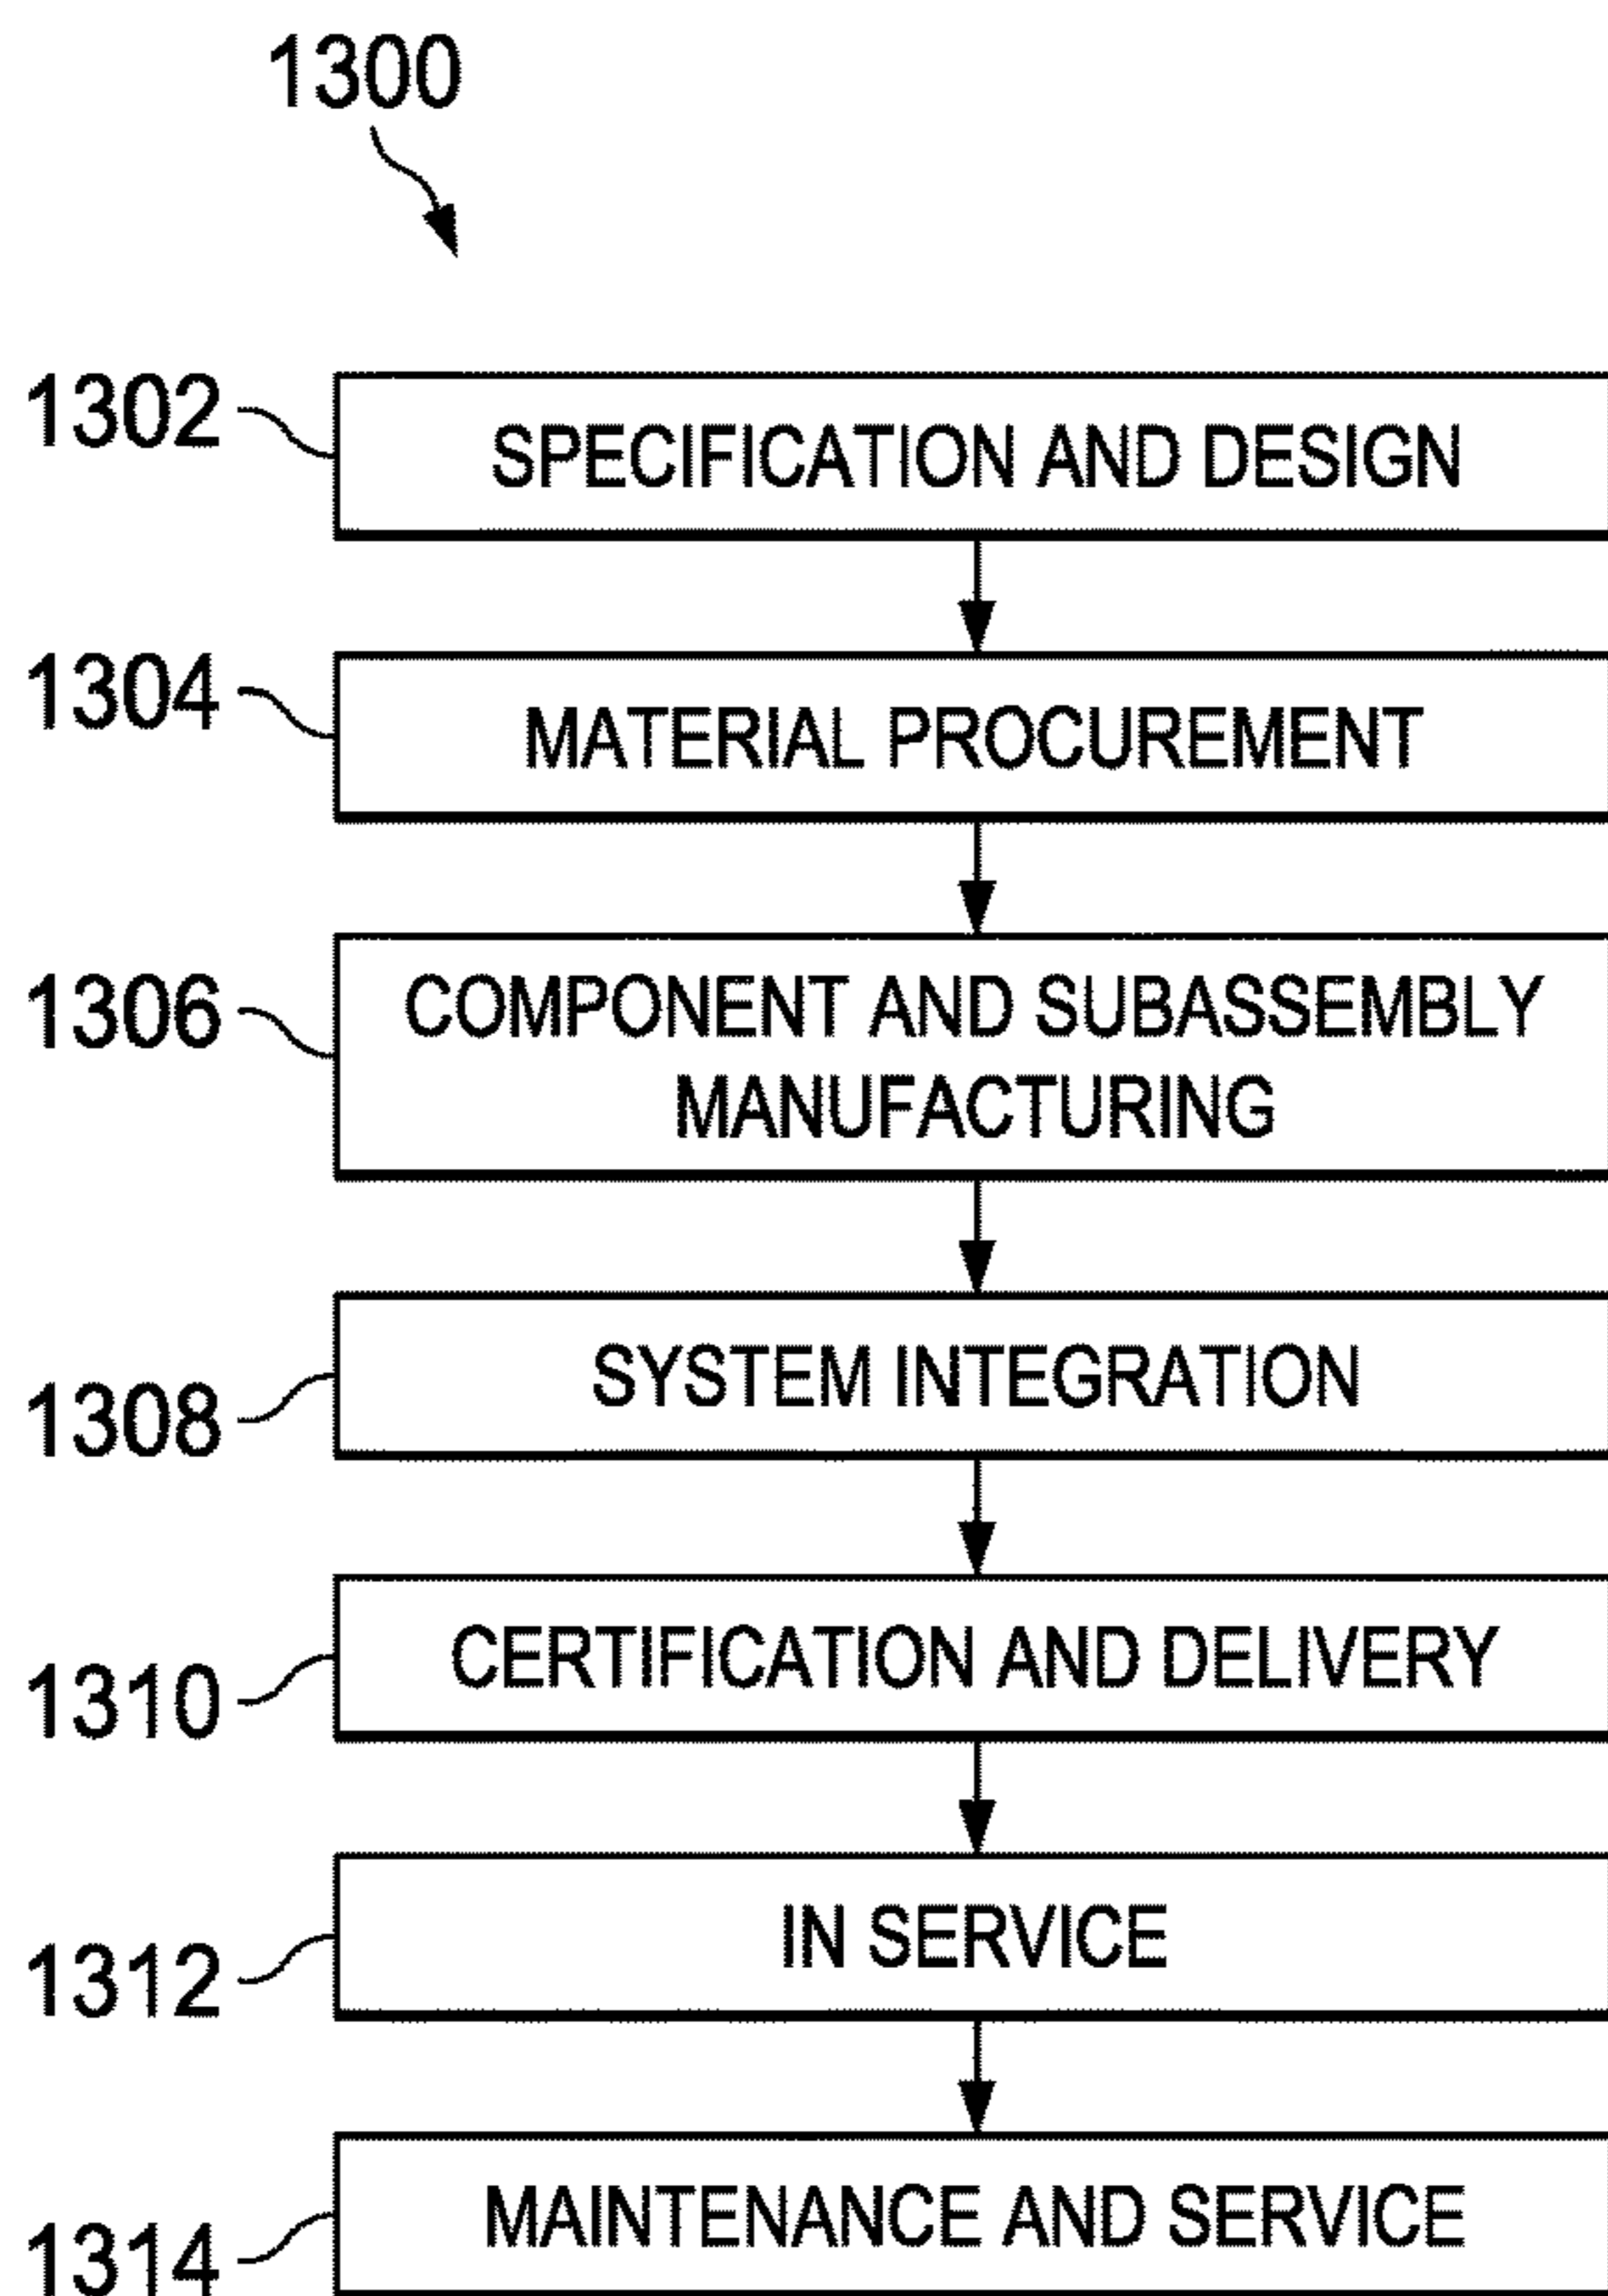 1300
1302
SPECIFICATION AND DESIGN
1304
MATERIAL PROCUREMENT
1306
COMPONENT AND SUBASSEMBLY
MANUFACTURING
1308
SYSTEM INTEGRATION
1310
CERTIFICATION AND DELIVERY
1312
IN SERVICE
1314
MAINTENANCE AND SERVICE